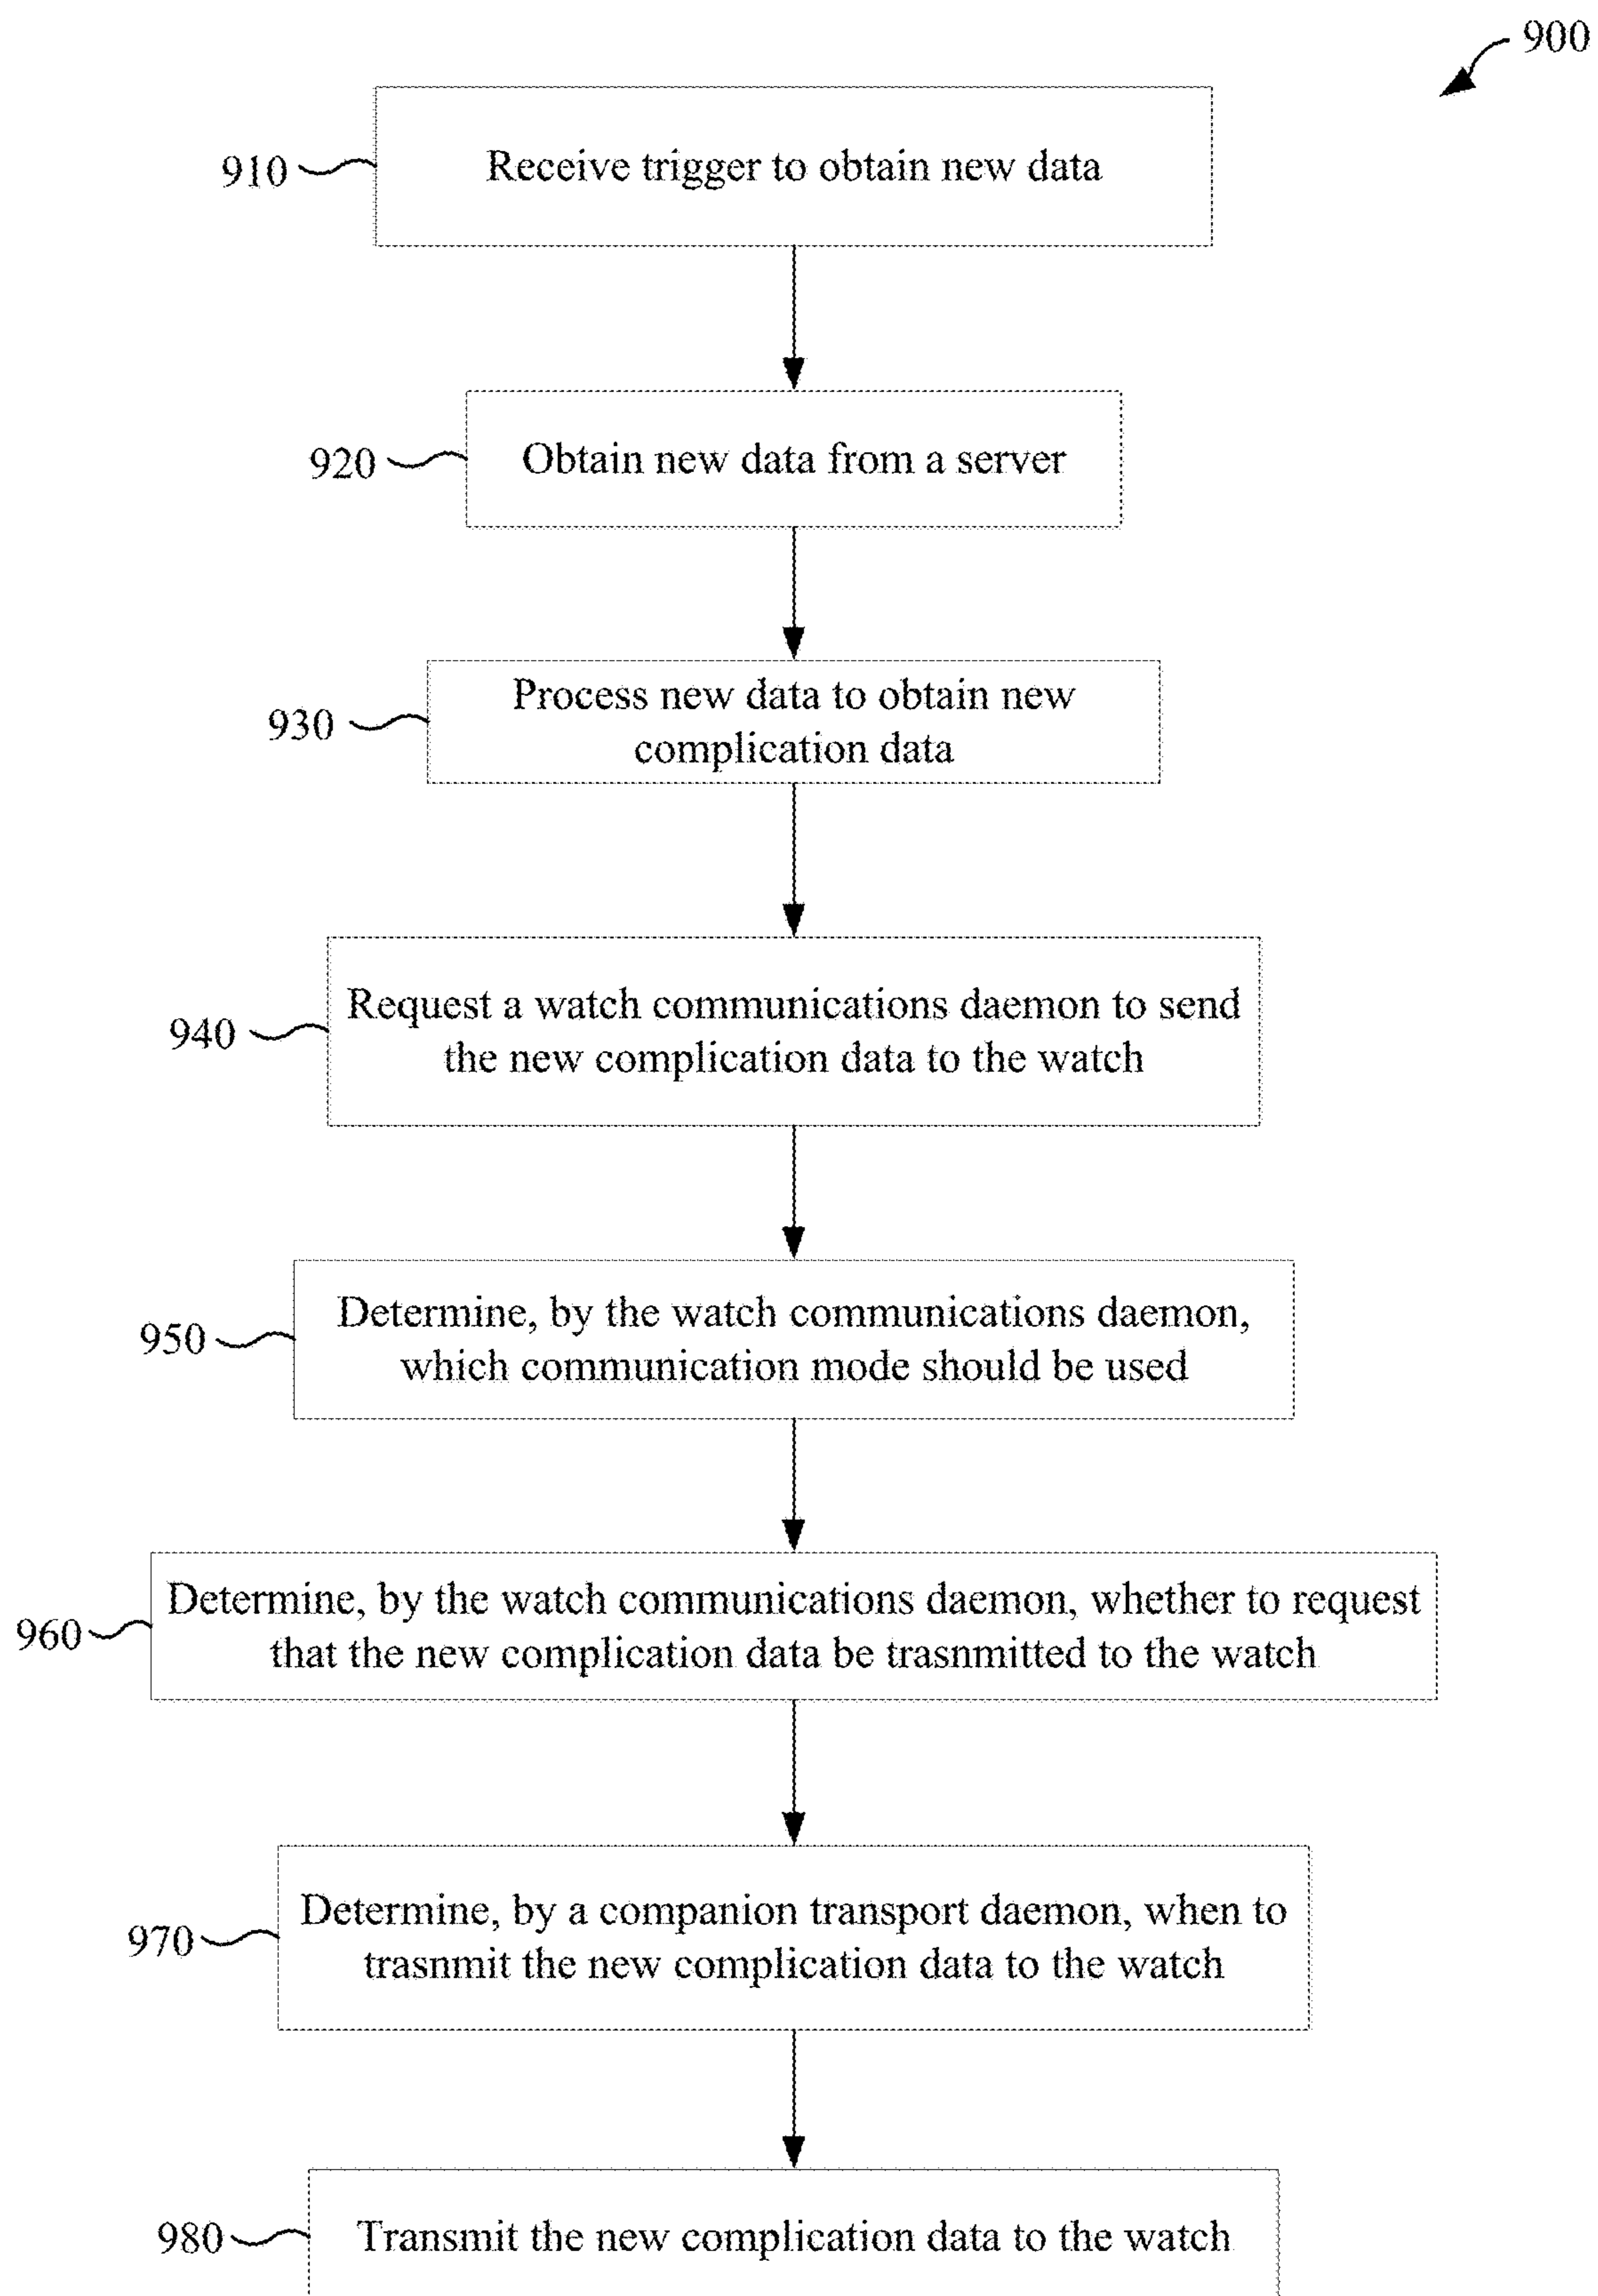 900
910
Receive trigger to obtain new data
920
Obtain new data from a server
930
Process new data to obtain new
complication data
940
Request a watch communications daemon to send
the new complication data to the watch
950
Determine, by the watch communications daemon,
which communication mode should be used
960
Determine, by the watch communications daemon, whether to request
that the new complication data be trasnmitted to the watch
970
Determine, by a companion transport daemon, when to
trasnmit the new complication data to the watch
980
Transmit the new complication data to the watch